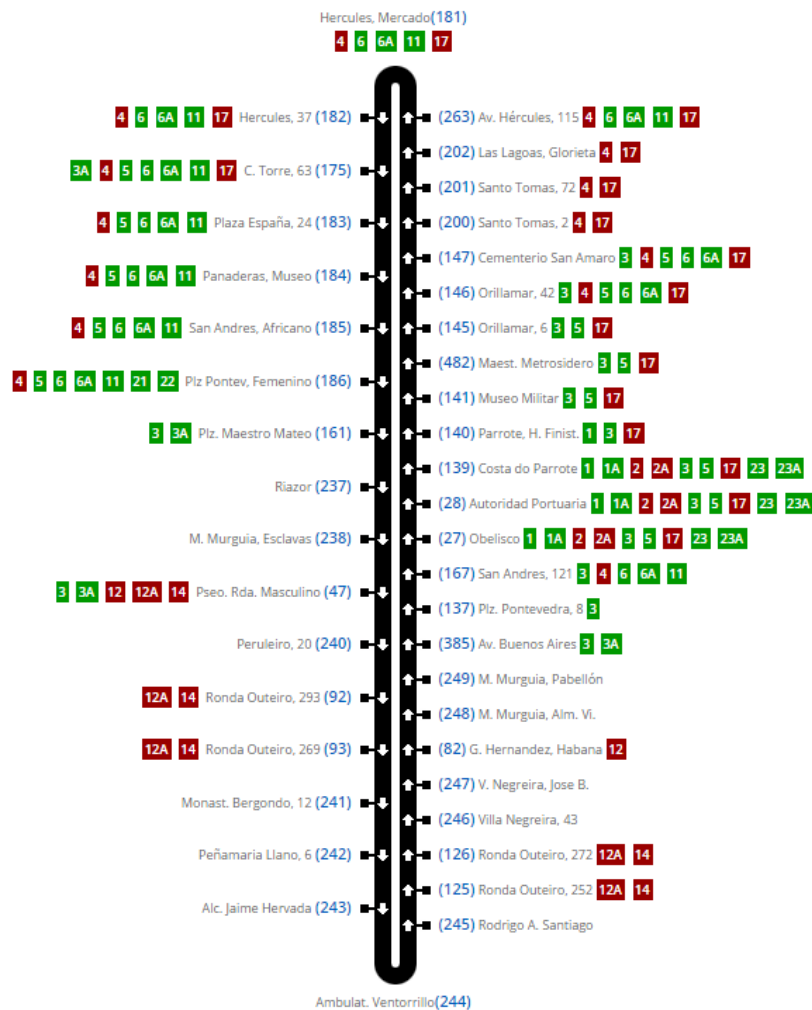 Hercules, Mercado(181)
4 6 6A 11 17
4 6 6A 11 17 Hercules, 37 (182)
3A 4 5 6 6A 11 17 C. Torre, 63 (175)
4 5 6 6A 11 Plaza España, 24 (183)
4 5 6 6A 11 Panaderas, Museo (184)
4 5 6 6A 11 San Andres, Africano (185)
4 5 6 6A 11 21 22 Plz Pontev, Femenino (186)
3 3A Plz. Maestro Mateo (161)
Riazor (237)
M. Murguia, Esclavas (238)
3 3A 12 12A 14 Pseo. Rda. Masculino (47)
Peruleiro, 20 (240)
12A 14 Ronda Outeiro, 293 (92)
12A 14 Ronda Outeiro, 269 (93)
Monast. Bergondo, 12 (241)
Peñamaria Llano, 6 (242)
Alc. Jaime Hervada (243)
(263) Av. Hércules, 115 4 6 6A 11 17
(202) Las Lagoas, Glorieta 4 17
(201) Santo Tomas, 72 4 17
(200) Santo Tomas, 2 4 17
(147) Cementerio San Amaro 3 4 5 6 6A 17
(146) Orillamar, 42 3 4 5 6 6A 17
(145) Orillamar, 6 3 5 17
(482) Maest. Metrosidero 3 5 17
(141) Museo Militar 3 5 17
(140) Parrote, H. Finist. 1 3 17
(139) Costa do Parrote 1 1A 2 2A 3 5 17 23 23A
(28) Autoridad Portuaria 1 1A 2 2A 3 5 17 23 23A
(27) Obelisco 1 1A 2 2A 3 5 17 23 23A
(167) San Andres, 121 3 4 6 6A 11
(137) Plz. Pontevedra, 8 3
(385) Av. Buenos Aires 3 3A
(249) M. Murguia, Pabellón
(248) M. Murguia, Alm. Vi.
(82) G. Hernandez, Habana 12
(247) V. Negreira, Jose B.
(246) Villa Negreira, 43
(126) Ronda Outeiro, 272 12A 14
(125) Ronda Outeiro, 252 12A 14
(245) Rodrigo A. Santiago
Ambulat. Ventorrillo(244)